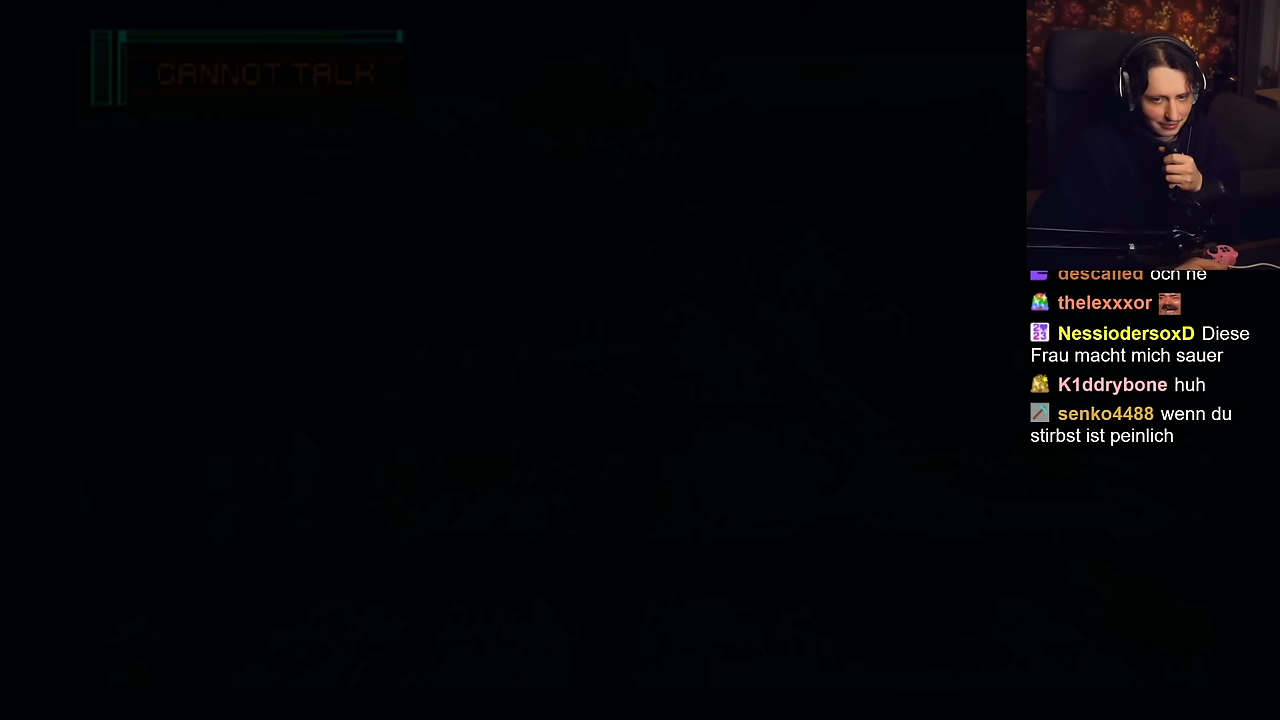 CANNOT TALK
descalled och ne
thelexxxor
NessiodersoxD Diese
Frau macht mich sauer
K1ddrybone huh
senko4488 wenn du
stirbst ist peinlich